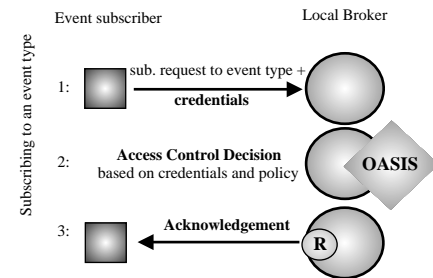 Event subscriber
Local Broker
Subscribing to an event type
1:
sub. request to event type +
credentials
2:
Access Control Decision
based on credentials and policy
OASIS
3:
Acknowledgement
R